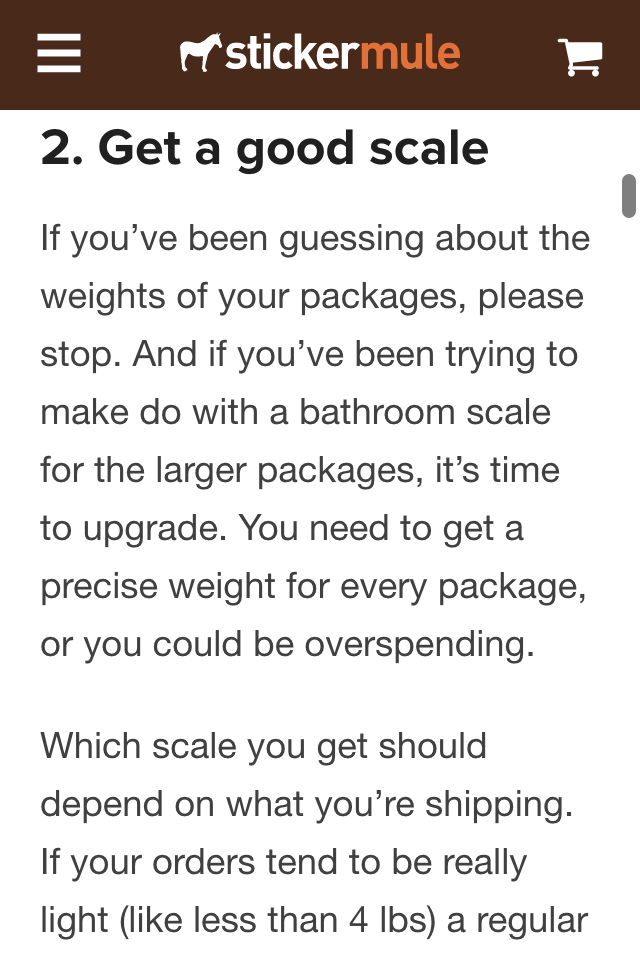 stickermule
2. Get a good scale
If you’ve been guessing about the
weights of your packages, please
stop. And if you’ve been trying to
make do with a bathroom scale
for the larger packages, it’s time
to upgrade. You need to get a
precise weight for every package,
or you could be overspending.
Which scale you get should
depend on what you’re shipping.
If your orders tend to be really
light (like less than 4 lbs) a regular